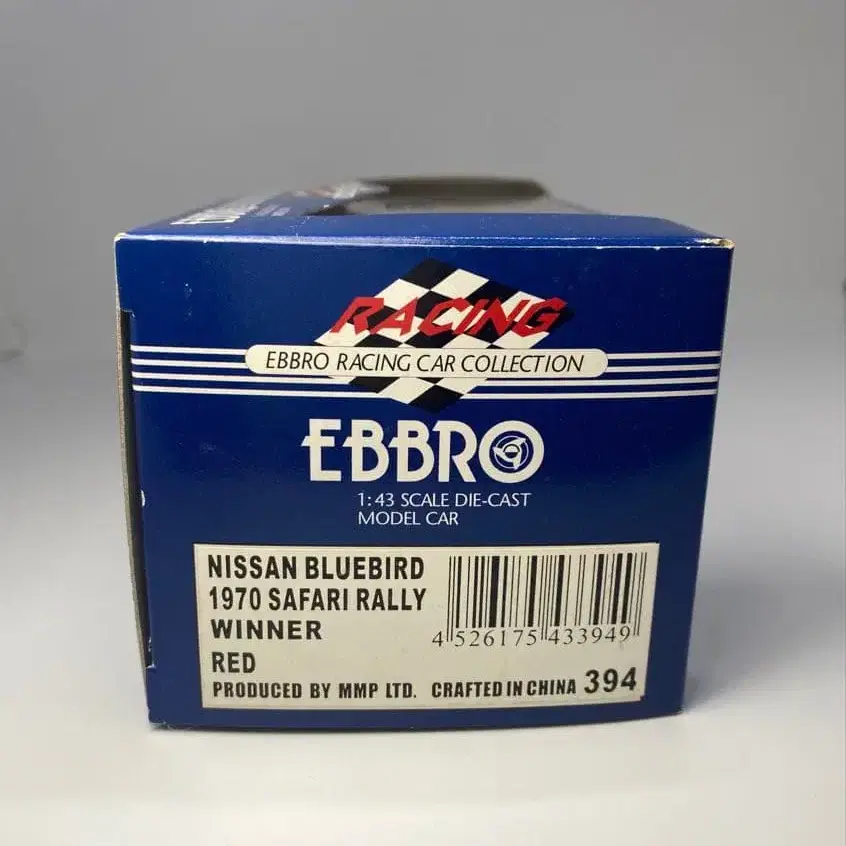 RACING
EBBRO RACING CAR COLLECTION
EBBRO
1:43 SCALE DIE-CAST
MODEL CAR
NISSAN BLUEBIRD
1970 SAFARI RALLY
WINNER
RED
4 526175 433949
PRODUCED BY MMP LTD. CRAFTED IN CHINA 394